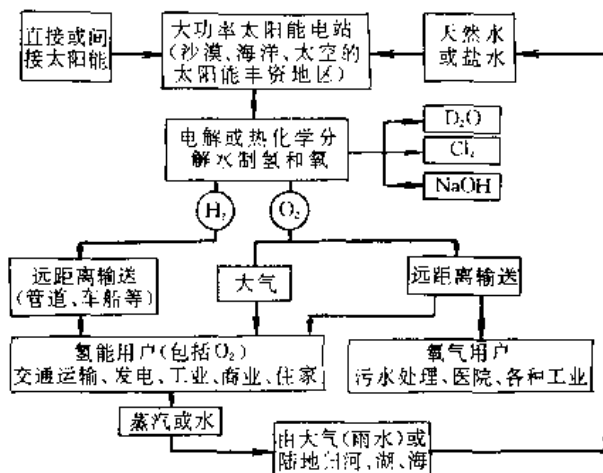 直接或间
接太阳能
大功率太阳能电站
(沙漠、海洋、太空的
太阳能丰资地区)
天然水
或盐水
电解或热化学分
解水制氢和氧
D₂O
Cl₂
NaOH
H₂
O₂
远距离输送
(管道、车船等)
大气
远距离输送
氢能用户(包括O₂)
交通运输、发电、工业、商业、住家
氧气用户
污水处理、医院、各种工业
蒸汽或水
由大气(雨水)或
陆地归河、湖、海